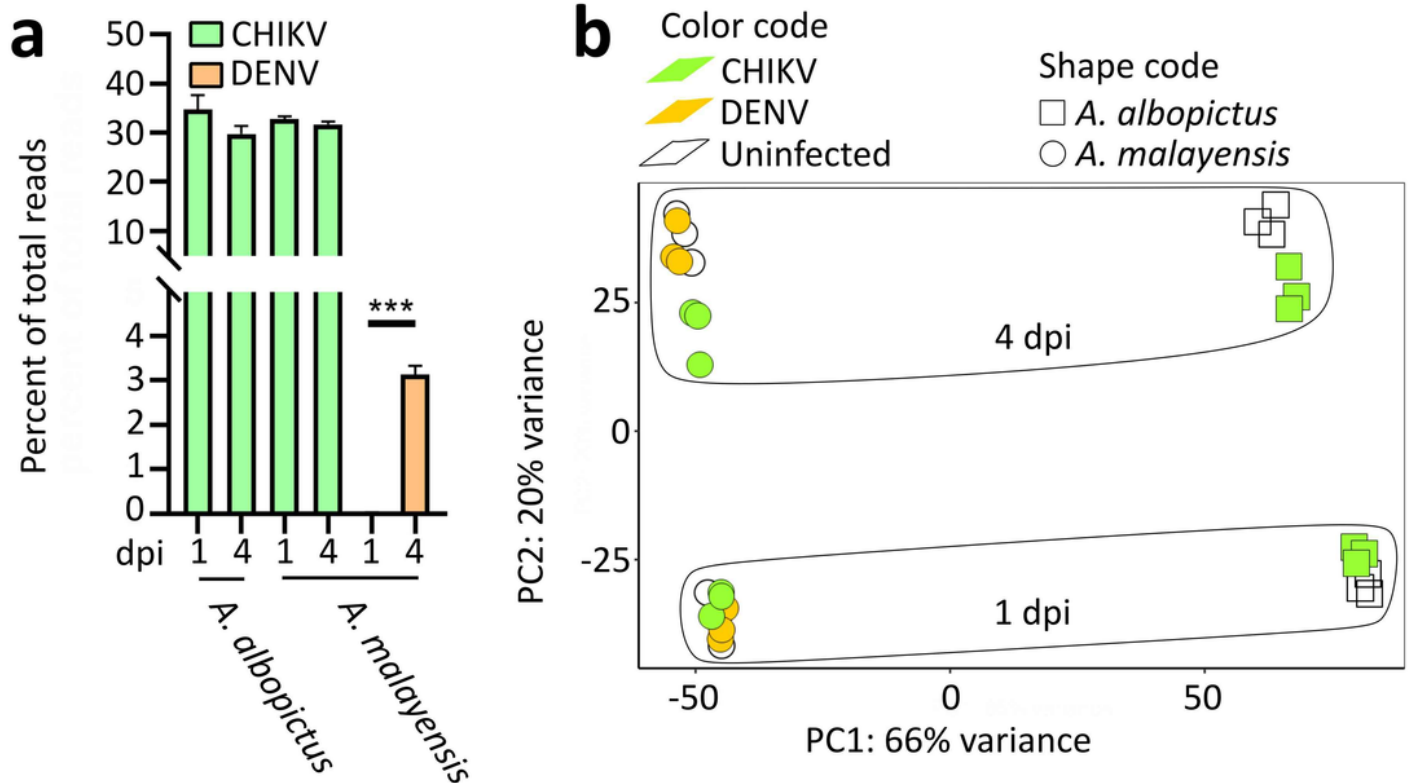 a
50
40
30
20
10
4
3
2
1
0
Percent of total reads
CHIKV
DENV
***
dpi 1 4 1 4 1 4
A. albopictus
A. malayensis
b
Color code
CHIKV
DENV
Uninfected
Shape code
A. albopictus
A. malayensis
25
0
-25
PC2: 20% variance
4 dpi
1 dpi
-50 0 50
PC1: 66% variance